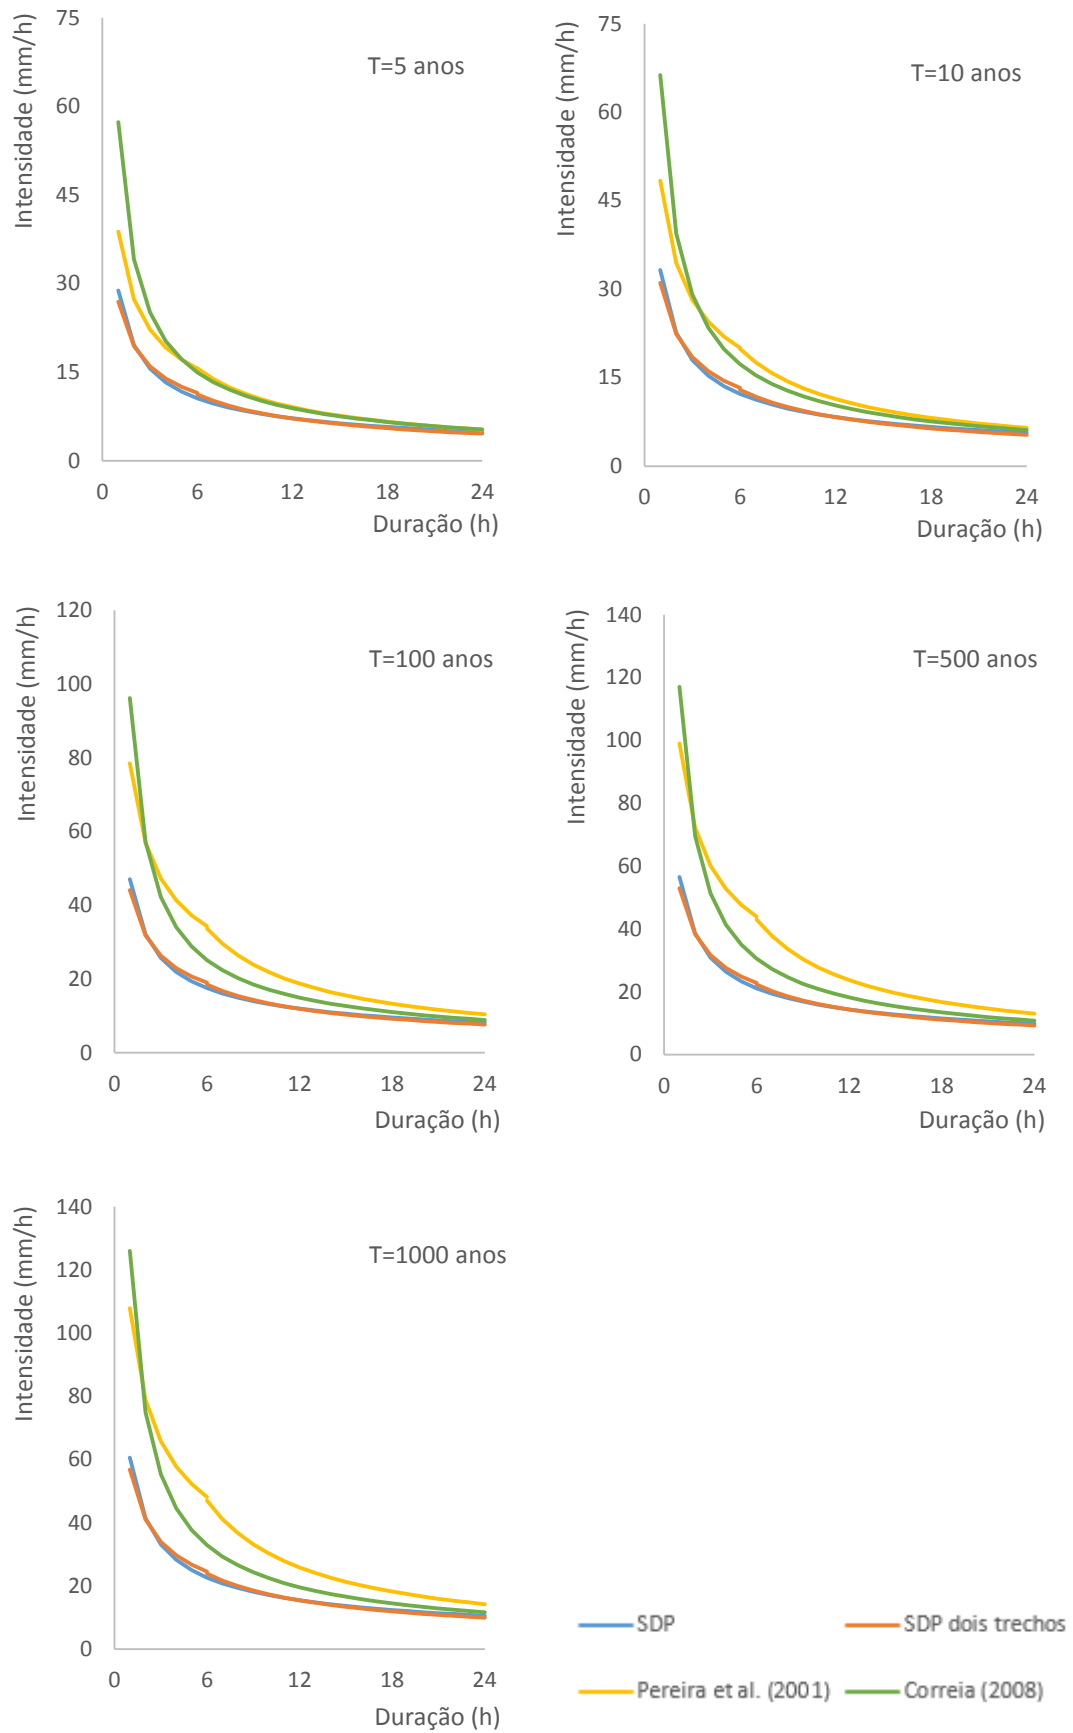 Intensidade (mm/h)
T=5 anos
75
60
45
30
15
0
0 6 12 18 24
Duração (h)
Intensidade (mm/h)
T=10 anos
75
60
45
30
15
0
0 6 12 18 24
Duração (h)
Intensidade (mm/h)
T=100 anos
120
100
80
60
40
20
0
0 6 12 18 24
Duração (h)
Intensidade (mm/h)
T=500 anos
140
120
100
80
60
40
20
0
0 6 12 18 24
Duração (h)
Intensidade (mm/h)
T=1000 anos
140
120
100
80
60
40
20
0
0 6 12 18 24
Duração (h)
SDP
SDP dois trechos
Pereira et al. (2001)
Correia (2008)